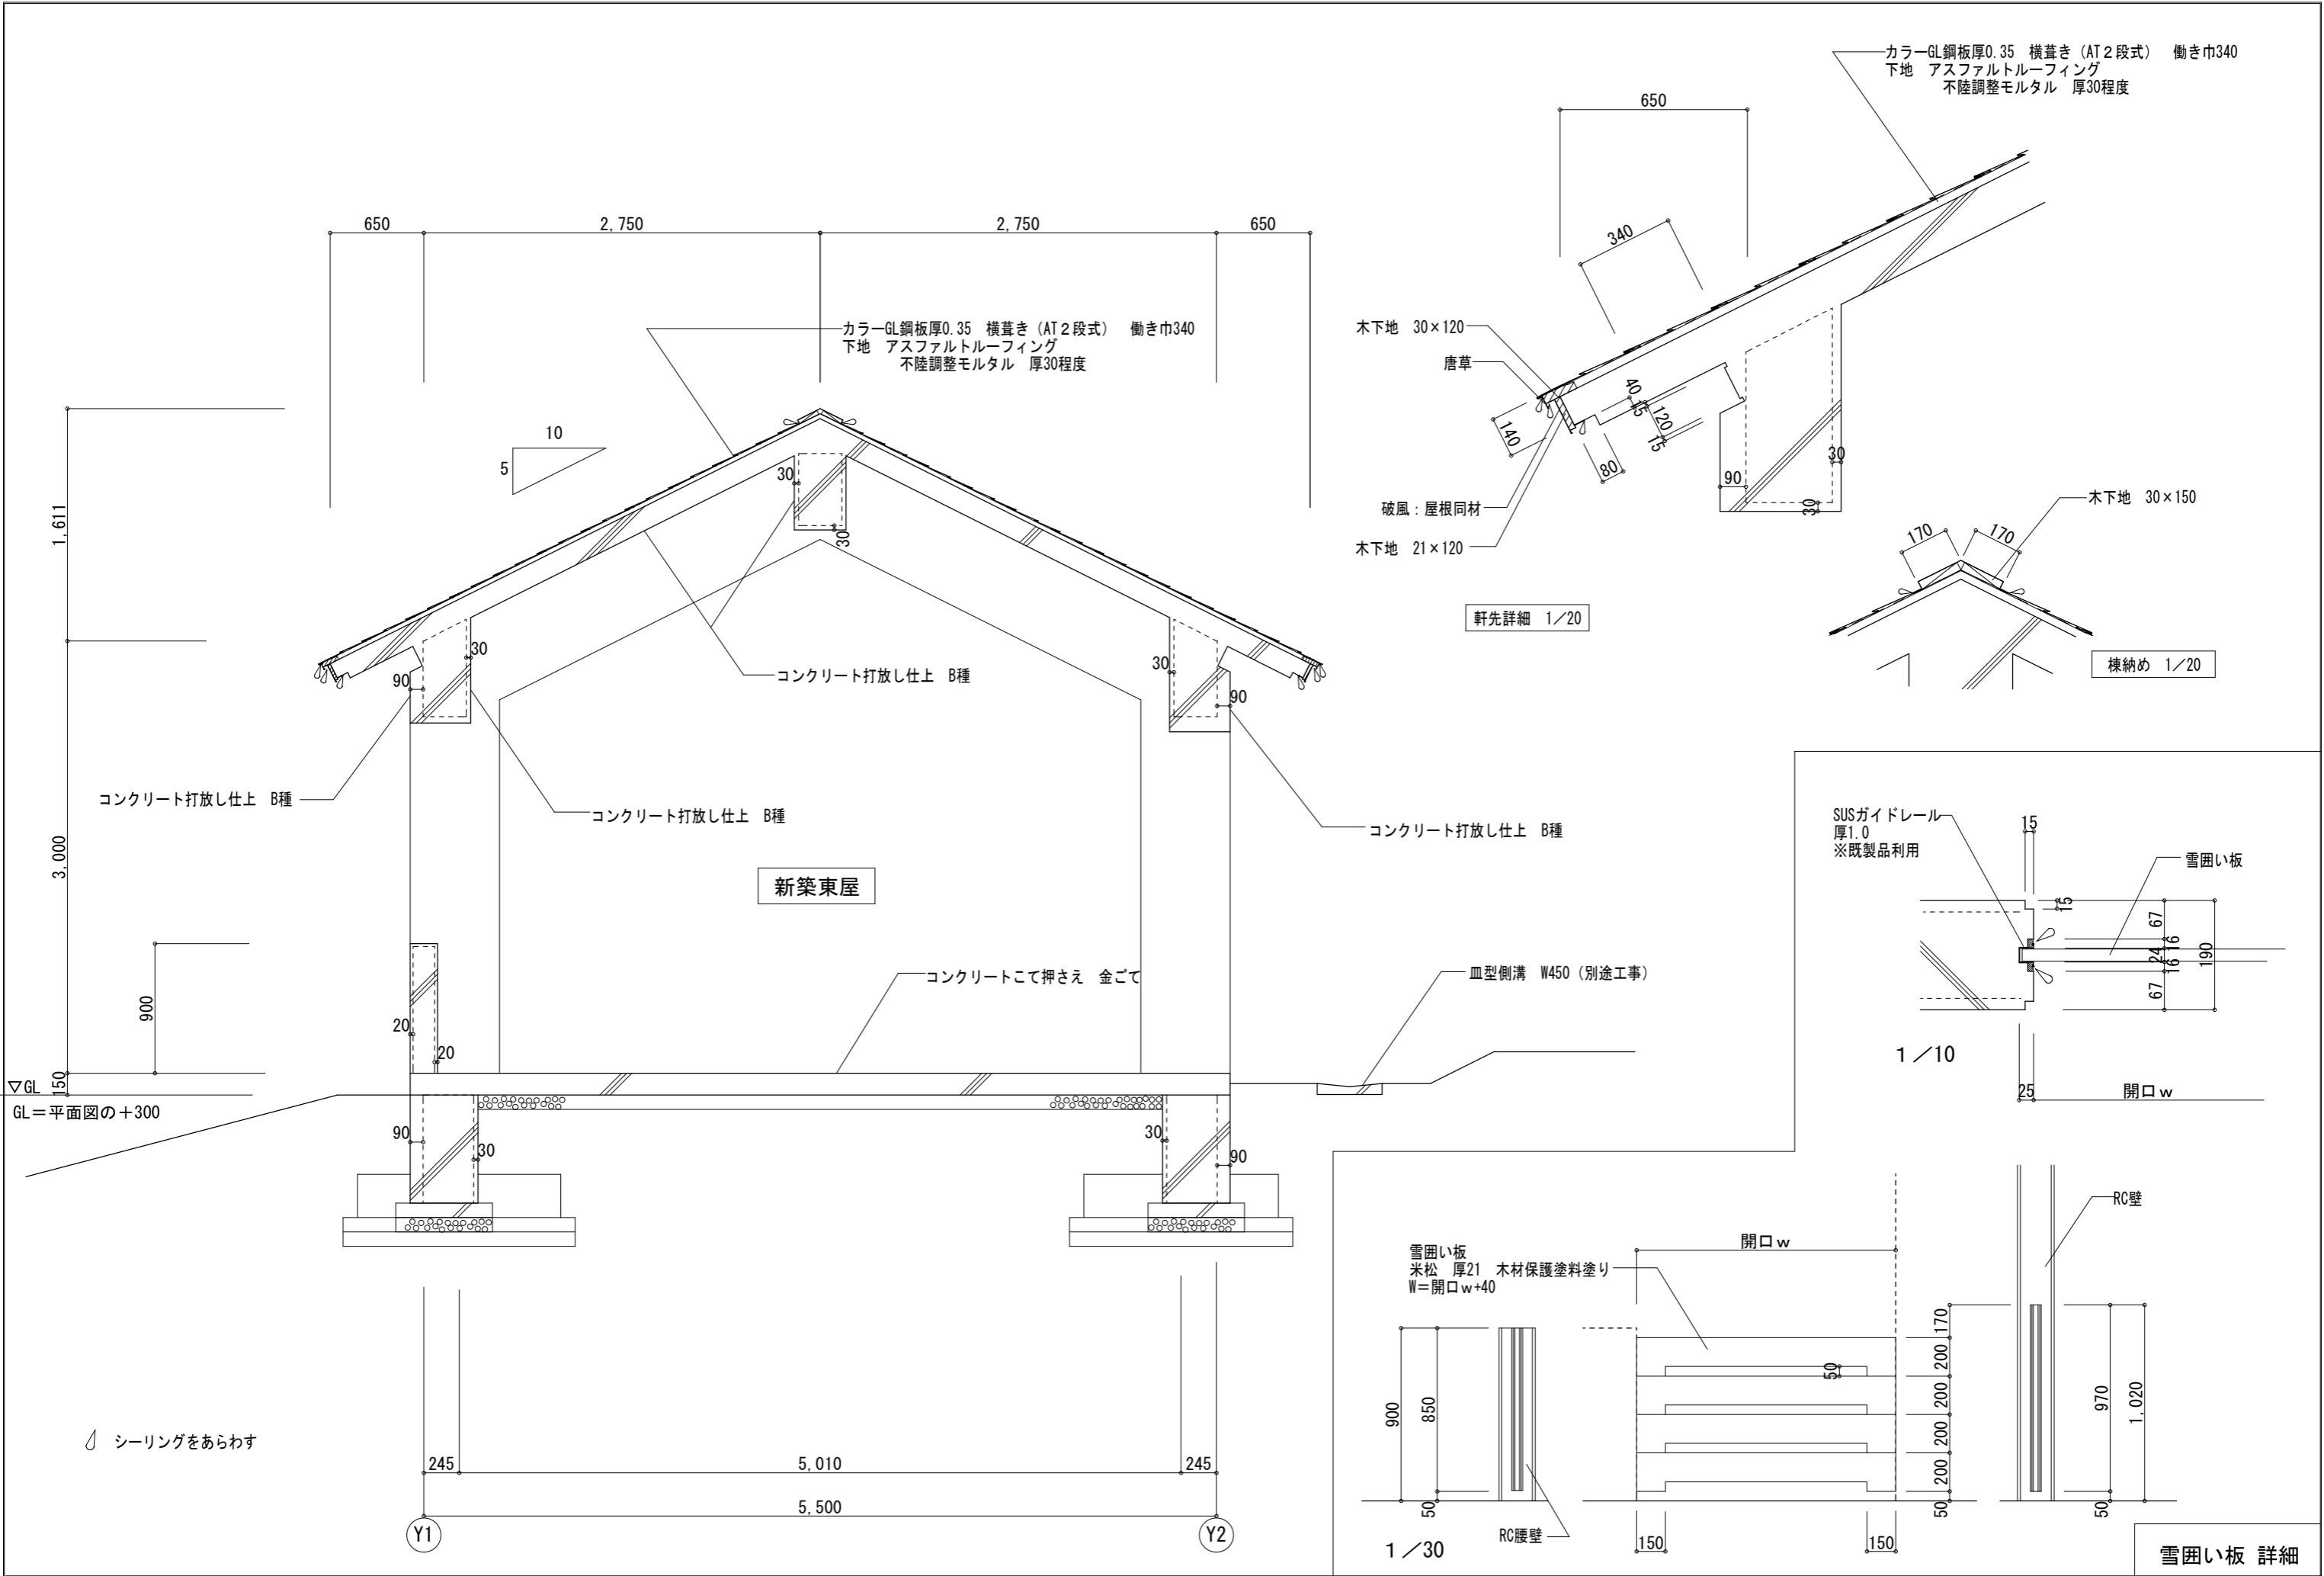 カラーGL鋼板厚0.35　横葺き（AT２段式）　働き巾340
下地　アスファルトルーフィング
不陸調整モルタル　厚30程度
650
340
木下地　30×120
唐草
40
15
120
15
140
80
90
30
30
破風：屋根同材
木下地　21×120
軒先詳細　1／20
170
170
木下地　30×150
棟納め　1／20
650
2,750
2,750
650
カラーGL鋼板厚0.35　横葺き（AT２段式）　働き巾340
下地　アスファルトルーフィング
不陸調整モルタル　厚30程度
10
5
1,611
30
30
30
90
30
90
コンクリート打放し仕上　B種
コンクリート打放し仕上　B種
コンクリート打放し仕上　B種
コンクリート打放し仕上　B種
3,000
新築東屋
900
20
20
コンクリートこて押さえ　金ごて
皿型側溝　W450（別途工事）
150
▽GL
GL＝平面図の＋300
90
30
30
90
シーリングをあらわす
245
5,010
245
5,500
Y1
Y2
SUSガイドレール
厚1.0
※既製品利用
15
雪囲い板
15
67
16
24
16
67
190
1／10
25
開口ｗ
雪囲い板
米松　厚21　木材保護塗料塗り
W＝開口ｗ+40
開口ｗ
RC壁
900
850
50
50
170
200
200
200
200
50
970
1,020
50
RC腰壁
150
150
1／30
雪囲い板 詳細